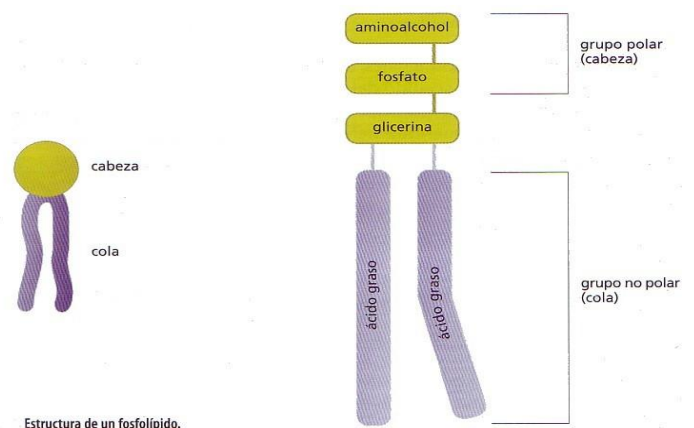 aminoalcohol
fosfato
glicerina
grupo polar
(cabeza)
cabeza
cola
ácido graso
ácido graso
grupo no polar
(cola)
Estructura de un fosfolípido.